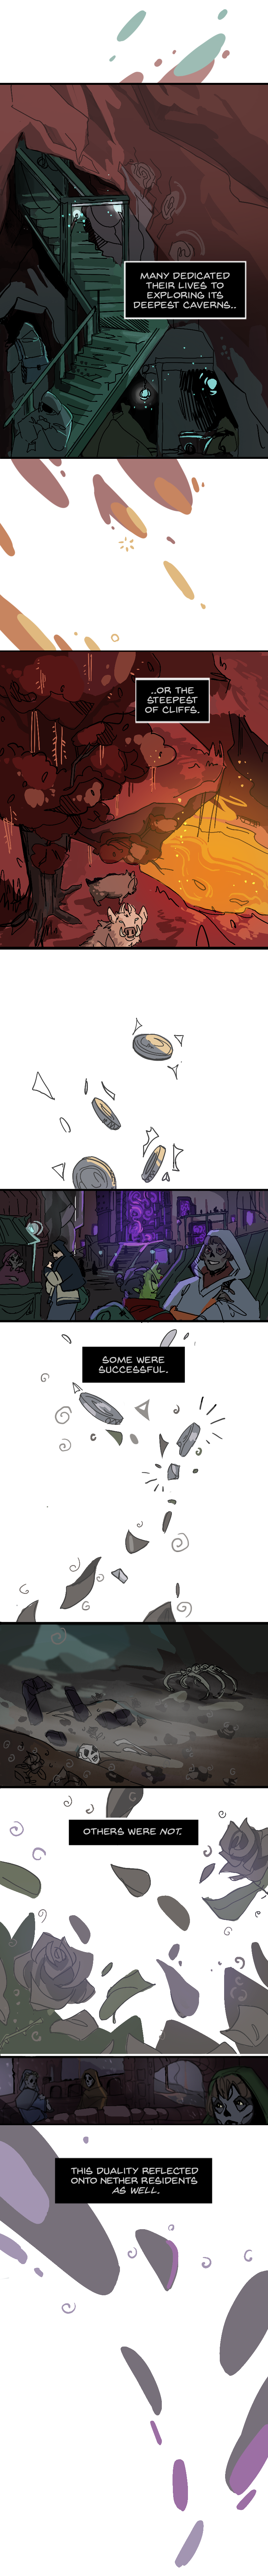 MANY DEDICATED
THEIR LIVES TO
EXPLORING ITS
DEEPEST CAVERNS..
..OR THE
STEEPEST
OF CLIFFS.
SOME WERE
SUCCESSFUL.
OTHERS WERE NOT.
THIS DUALITY REFLECTED
ONTO NETHER RESIDENTS
AS WELL.